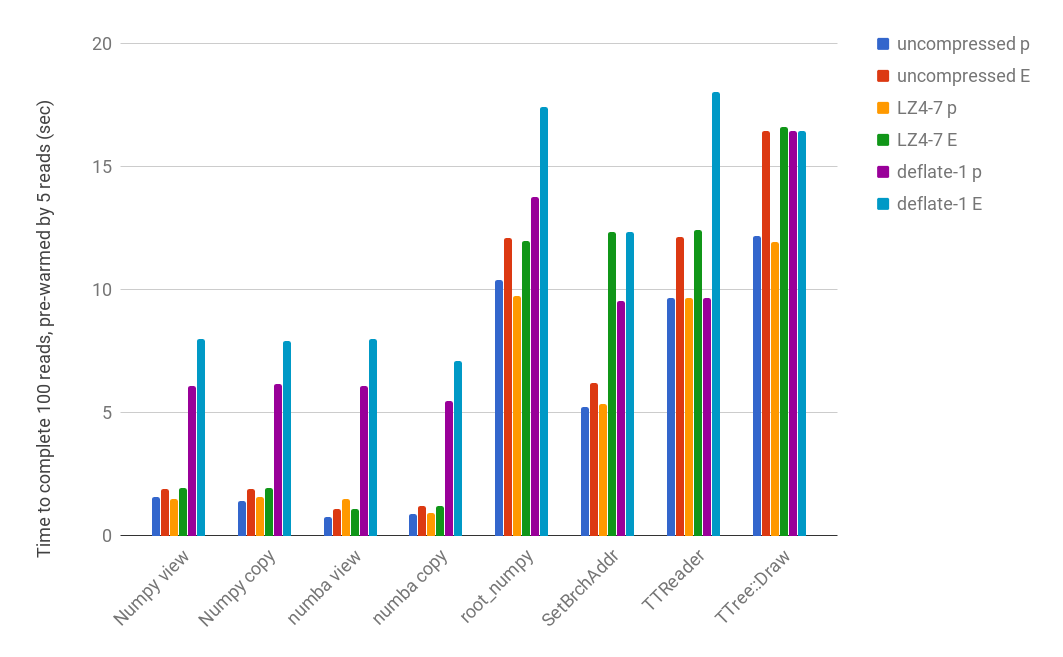 Time to complete 100 reads, pre-warmed by 5 reads (sec)
20
15
10
5
0
Numpy view
Numpy copy
numba view
numba copy
root_numpy
SetBrchAddr
TTReader
TTree::Draw
uncompressed p
uncompressed E
LZ4-7 p
LZ4-7 E
deflate-1 p
deflate-1 E